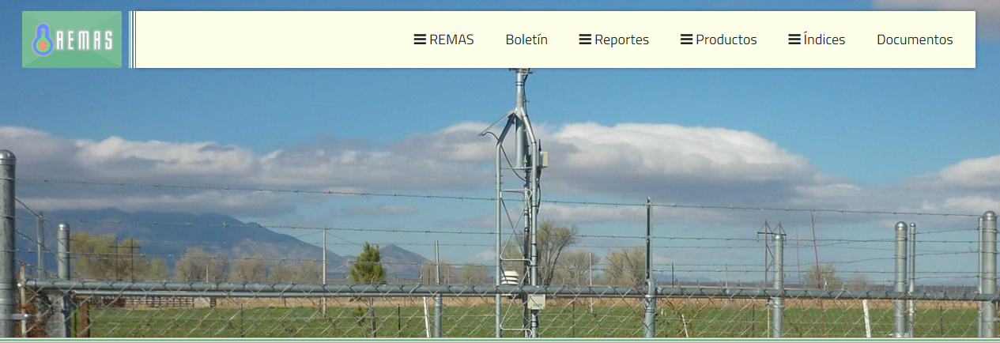 REMAS
REMAS Boletín Reportes Productos Índices Documentos